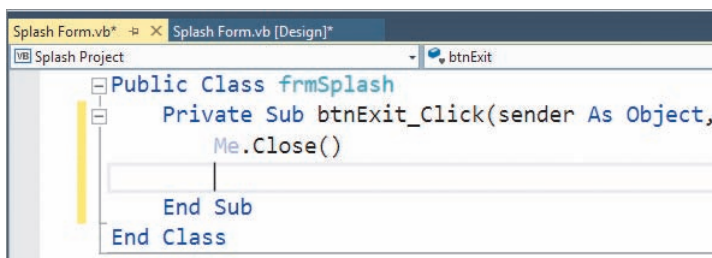 Splash Form.vb* Splash Form.vb [Design]*
VB Splash Project btnExit
Public Class frmSplash
Private Sub btnExit_Click(sender As Object,
Me.Close()
End Sub
End Class